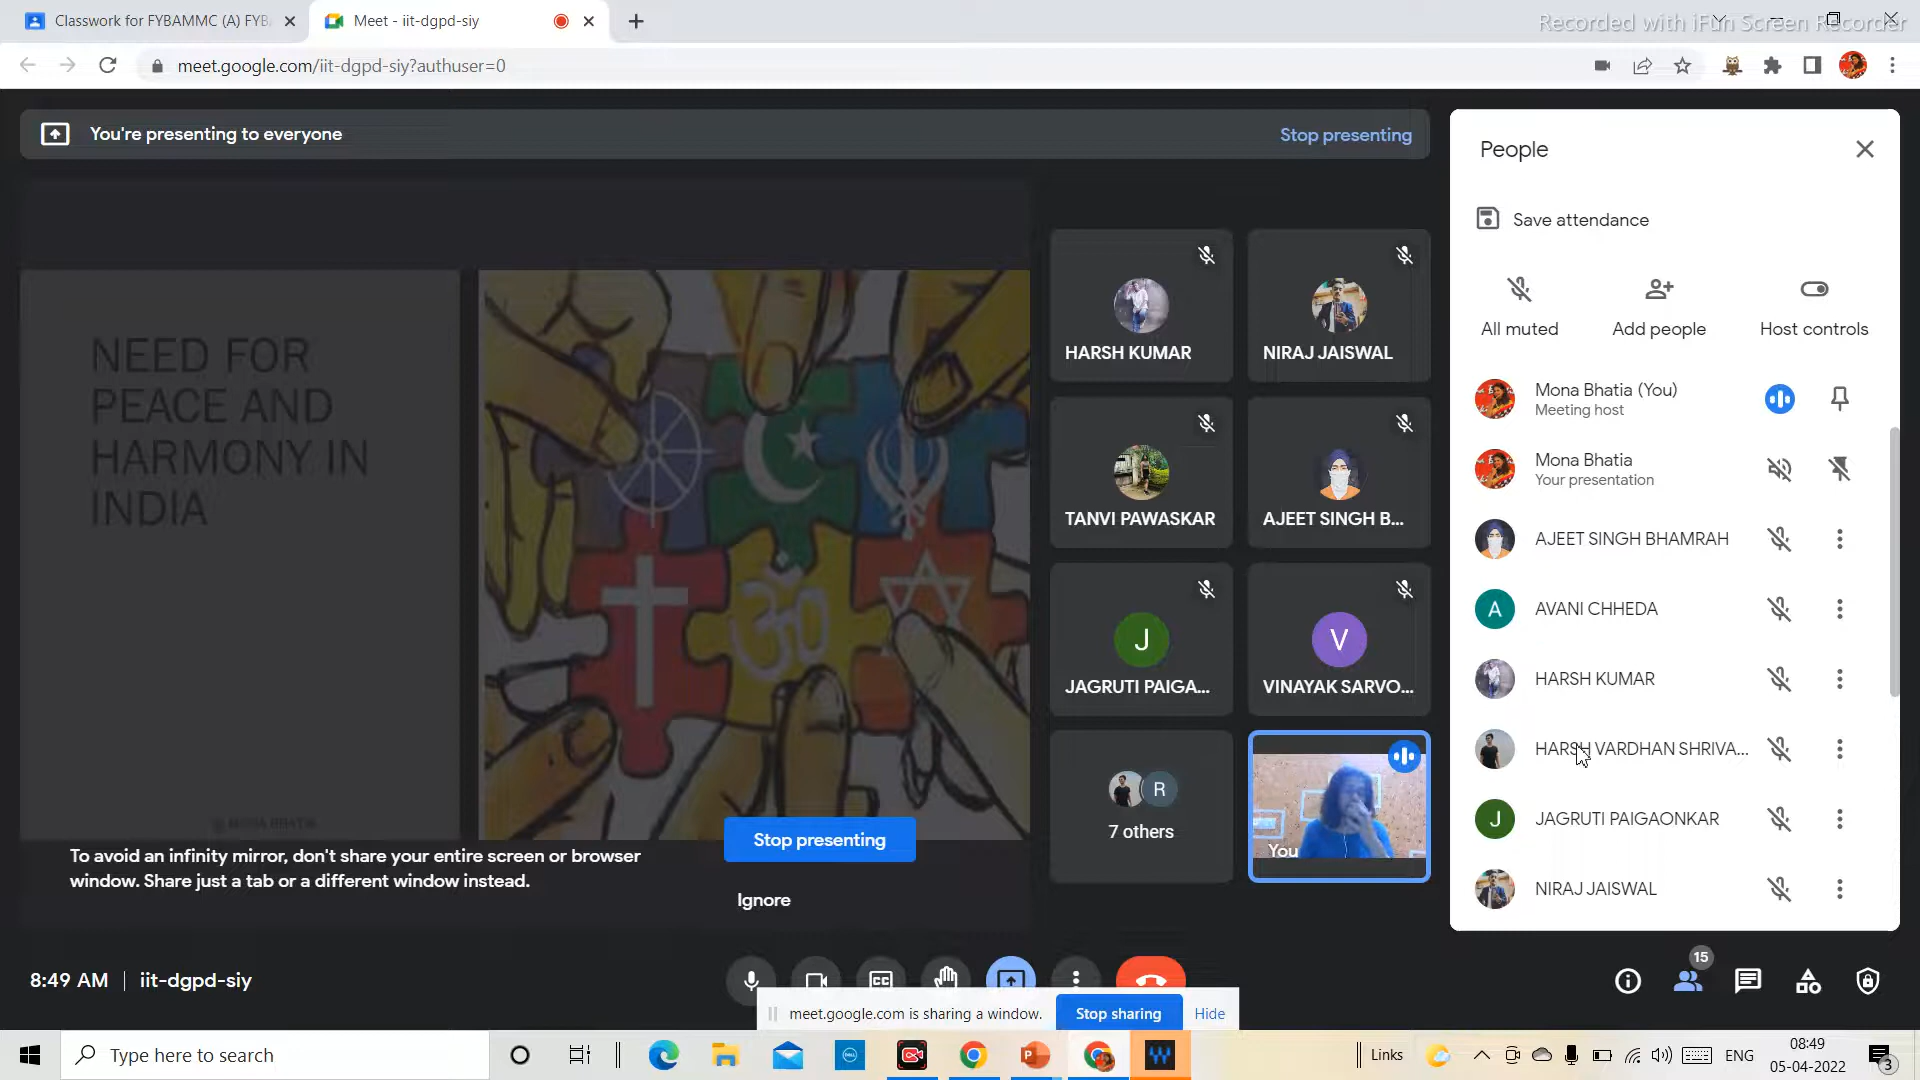 Classwork for FYBAMMC (A) FYB
Meet - iit-dgpd-siy
Recorded with iFun Screen Recorder
meet.google.com/iit-dgpd-siy?authuser=0
You're presenting to everyone
Stop presenting
NEED FOR
PEACE AND
HARMONY IN
INDIA
© MONA BHATIA
To avoid an infinity mirror, don't share your entire screen or browser
window. Share just a tab or a different window instead.
Stop presenting
Ignore
HARSH KUMAR
NIRAJ JAISWAL
TANVI PAWASKAR
AJEET SINGH B...
J
JAGRUTI PAIGA...
V
VINAYAK SARVO...
R
7 others
You
People
Save attendance
All muted
Add people
Host controls
Mona Bhatia (You)
Meeting host
Mona Bhatia
Your presentation
AJEET SINGH BHAMRAH
A
AVANI CHHEDA
HARSH KUMAR
HARSH VARDHAN SHRIVA...
J
JAGRUTI PAIGAONKAR
NIRAJ JAISWAL
8:49 AM | iit-dgpd-siy
15
meet.google.com is sharing a window.
Stop sharing
Hide
Type here to search
Links
ENG
08:49
05-04-2022
3